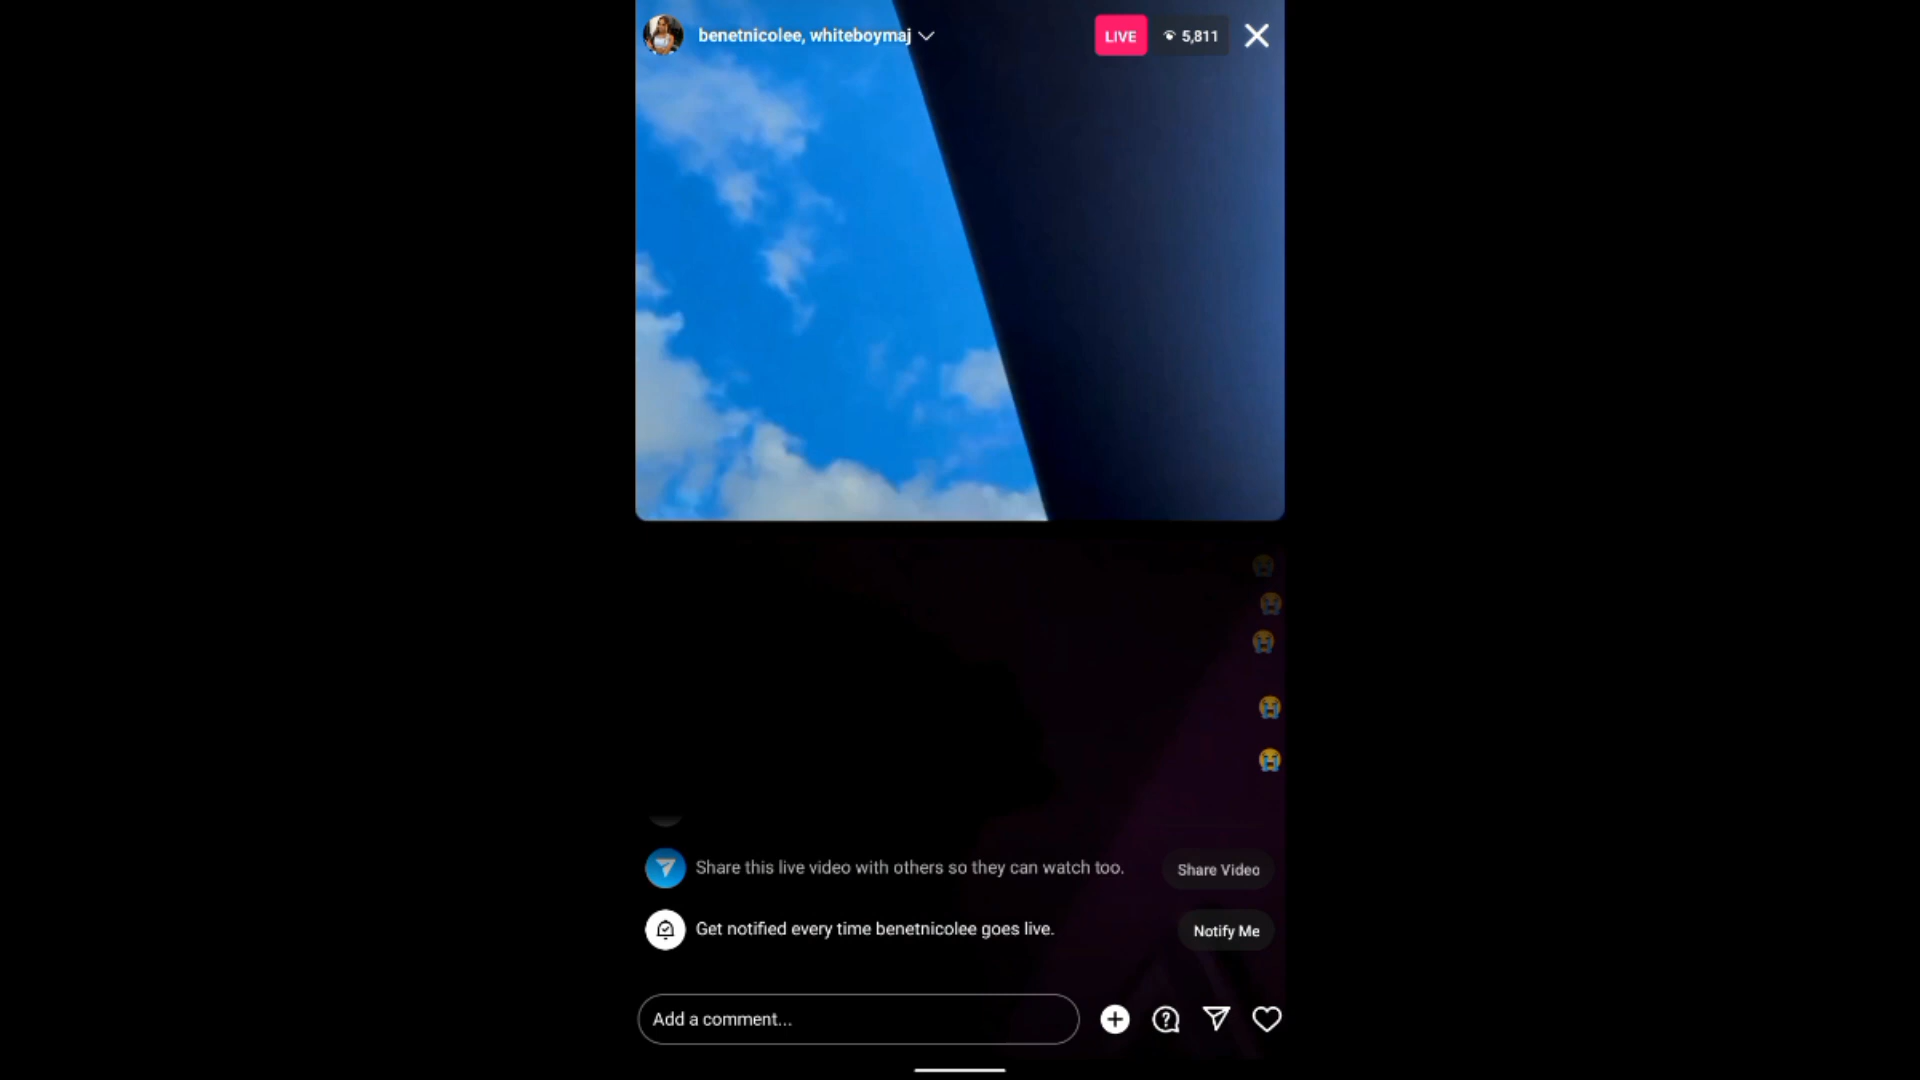 benetnicolee, whiteboymaj
LIVE
5,811
Share this live video with others so they can watch too.
Share Video
Get notified every time benetnicolee goes live.
Notify Me
Add a comment...